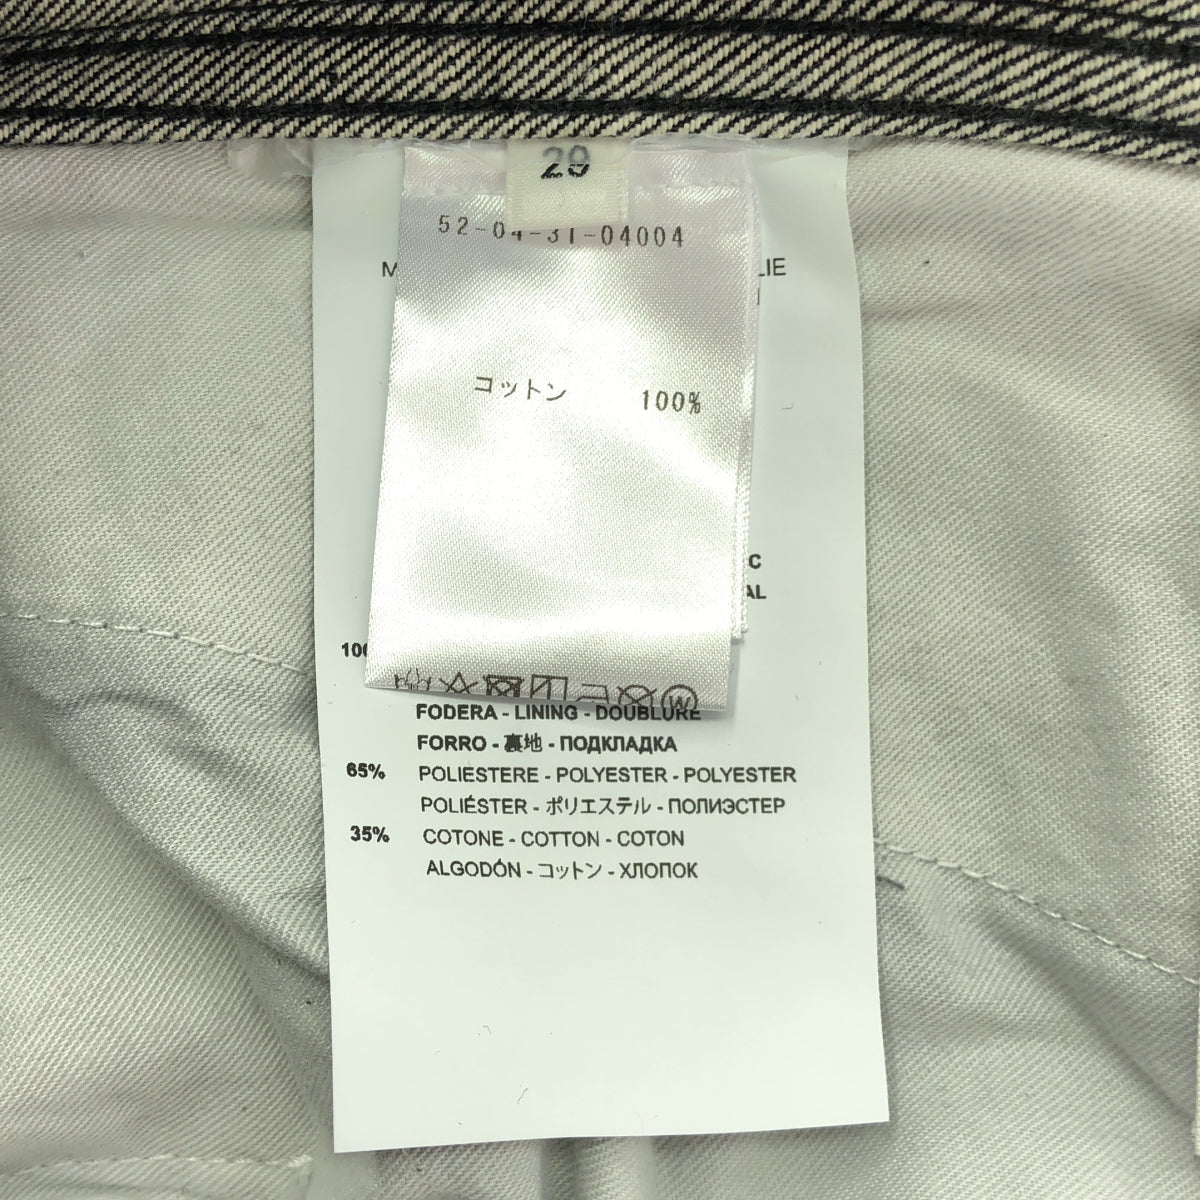 29
52-04-31-04004
コットン 100%
FODERA - LINING - DOUBLURE
FORRO - 裏地 - ПОДКЛАДКА
65% POLIESTERE - POLYESTER - POLYESTER
POLIÉSTER - ポリエステル - ПОЛИЭСТЕР
35% COTONE - COTTON - COTON
ALGODÓN - コットン - ХЛОПОК